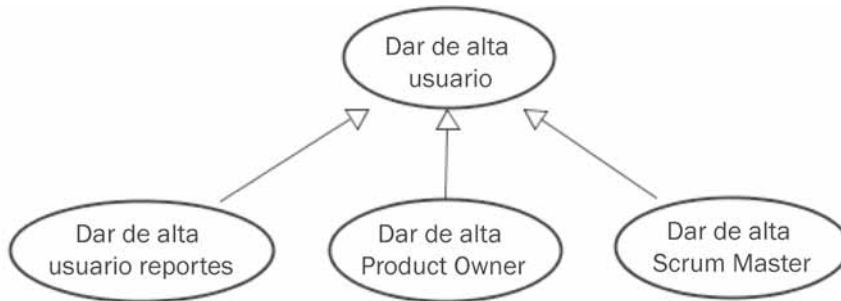 Dar de alta
usuario
Dar de alta
usuario reportes
Dar de alta
Product Owner
Dar de alta
Scrum Master